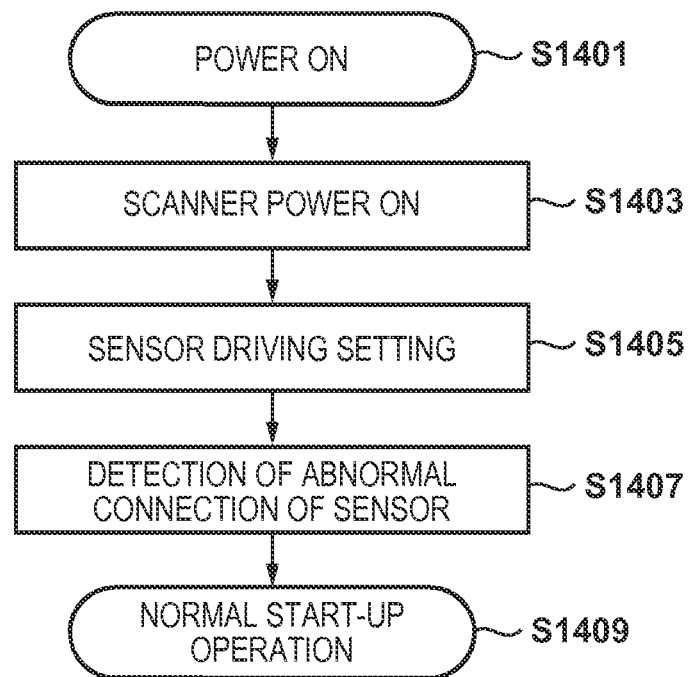 POWER ON S1401
SCANNER POWER ON S1403
SENSOR DRIVING SETTING S1405
DETECTION OF ABNORMAL
CONNECTION OF SENSOR S1407
NORMAL START-UP
OPERATION S1409